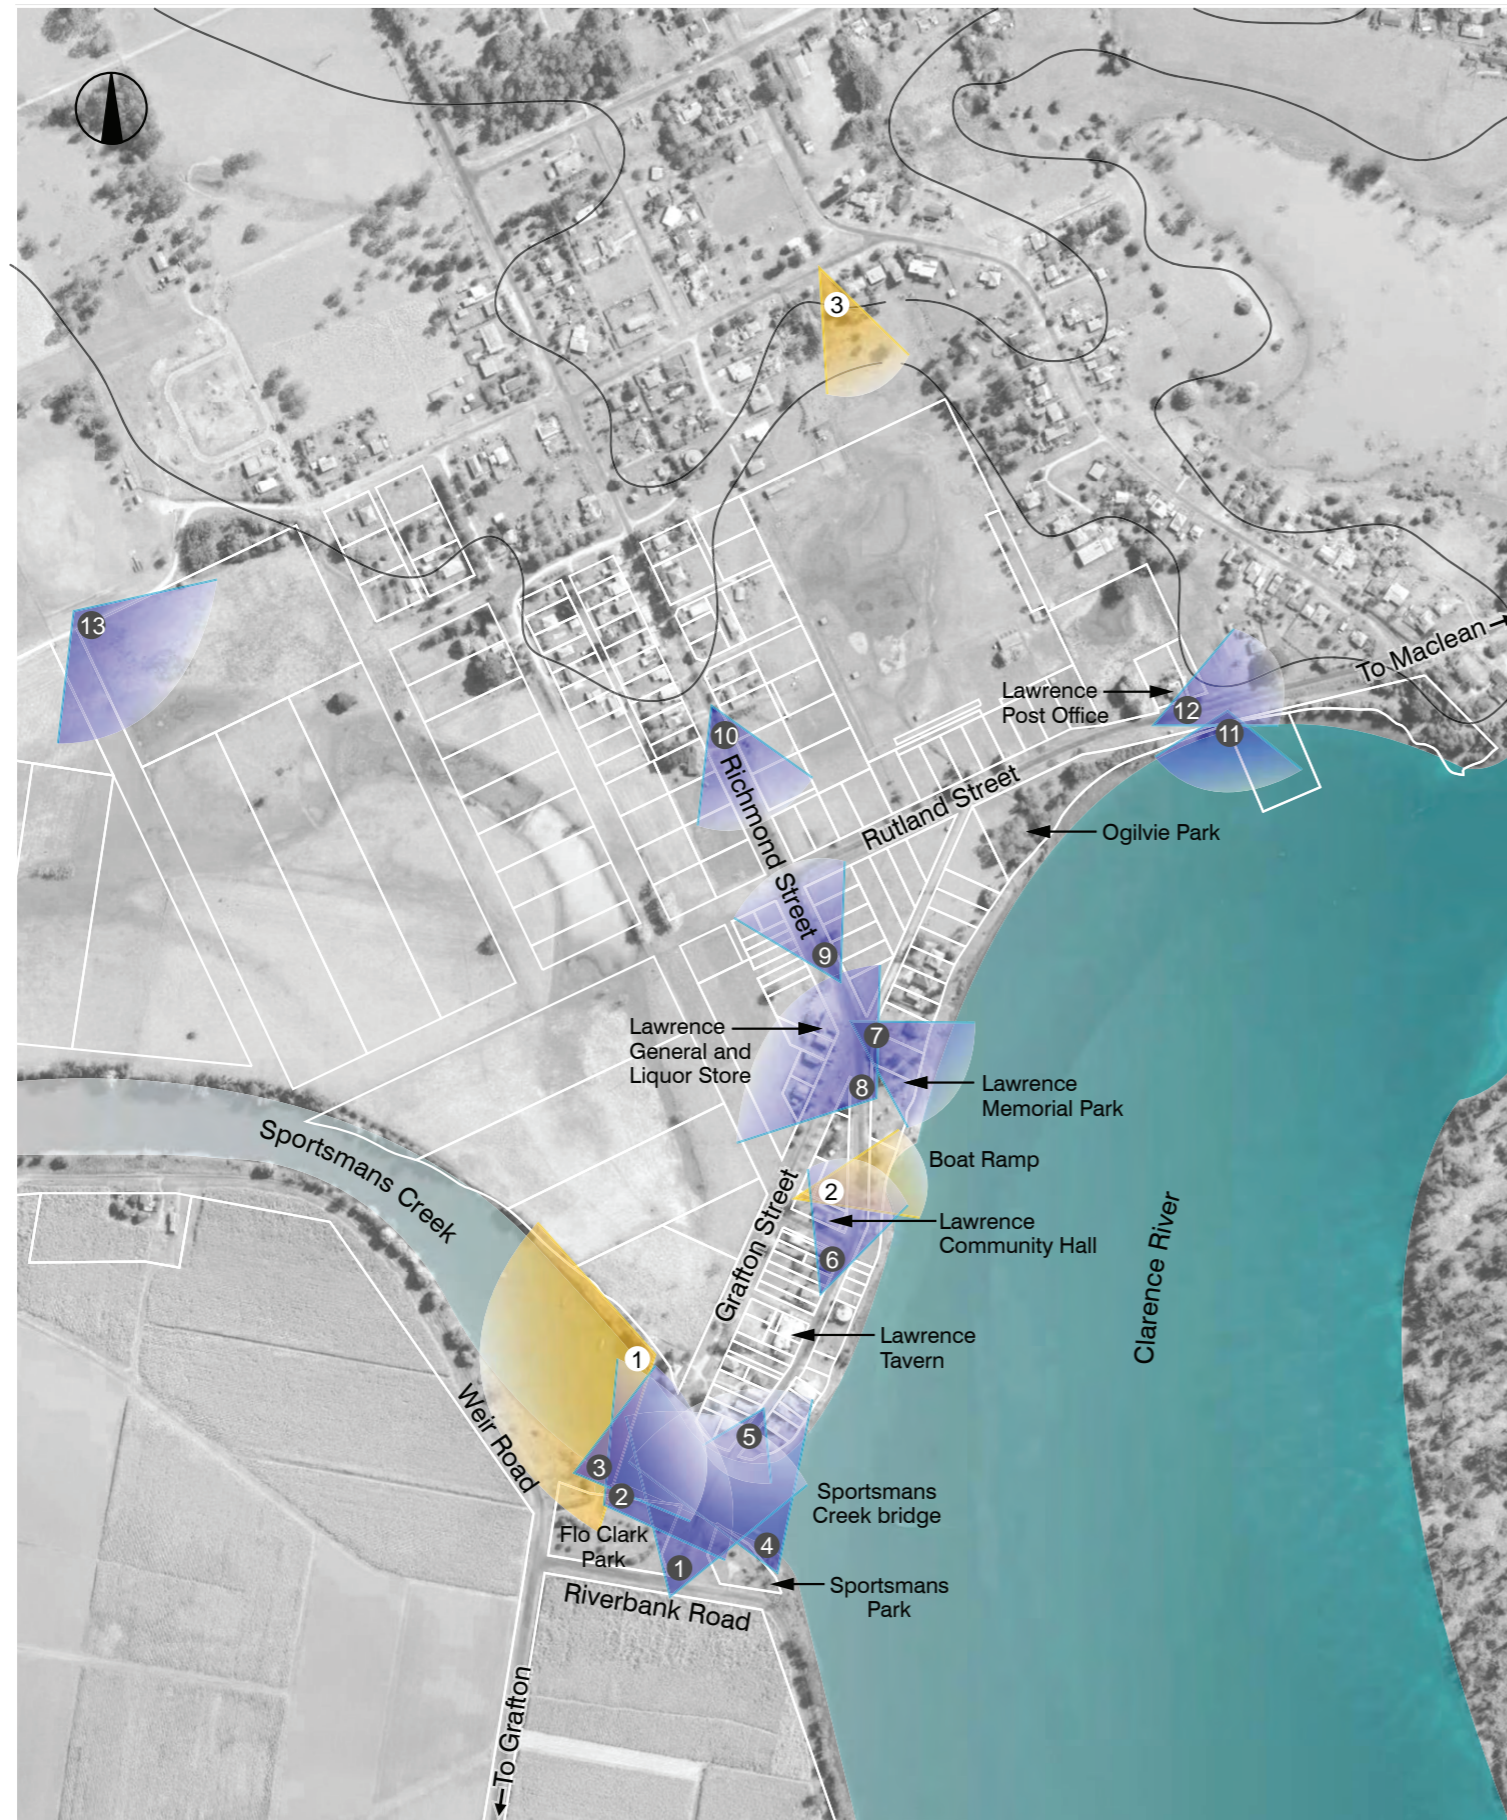 3
13
To Maclean
Lawrence
Post Office
12
11
10
Richmond Street
Rutland Street
Ogilvie Park
9
Lawrence
General and
Liquor Store
7
8
Lawrence
Memorial Park
Sportsmans Creek
Boat Ramp
2
Grafton Street
Lawrence
Community Hall
6
Clarence River
Lawrence
Tavern
1
Weir Road
5
3
2
Sportsmans
Creek bridge
Flo Clark
Park
4
1
Sportsmans
Park
Riverbank Road
To Grafton